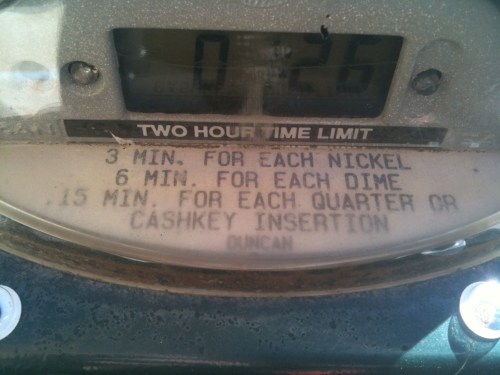 0 26
TWO HOUR TIME LIMIT
3 MIN. FOR EACH NICKEL
6 MIN. FOR EACH DIME
.15 MIN. FOR EACH QUARTER OR
CASHKEY INSERTION
DUNCAN